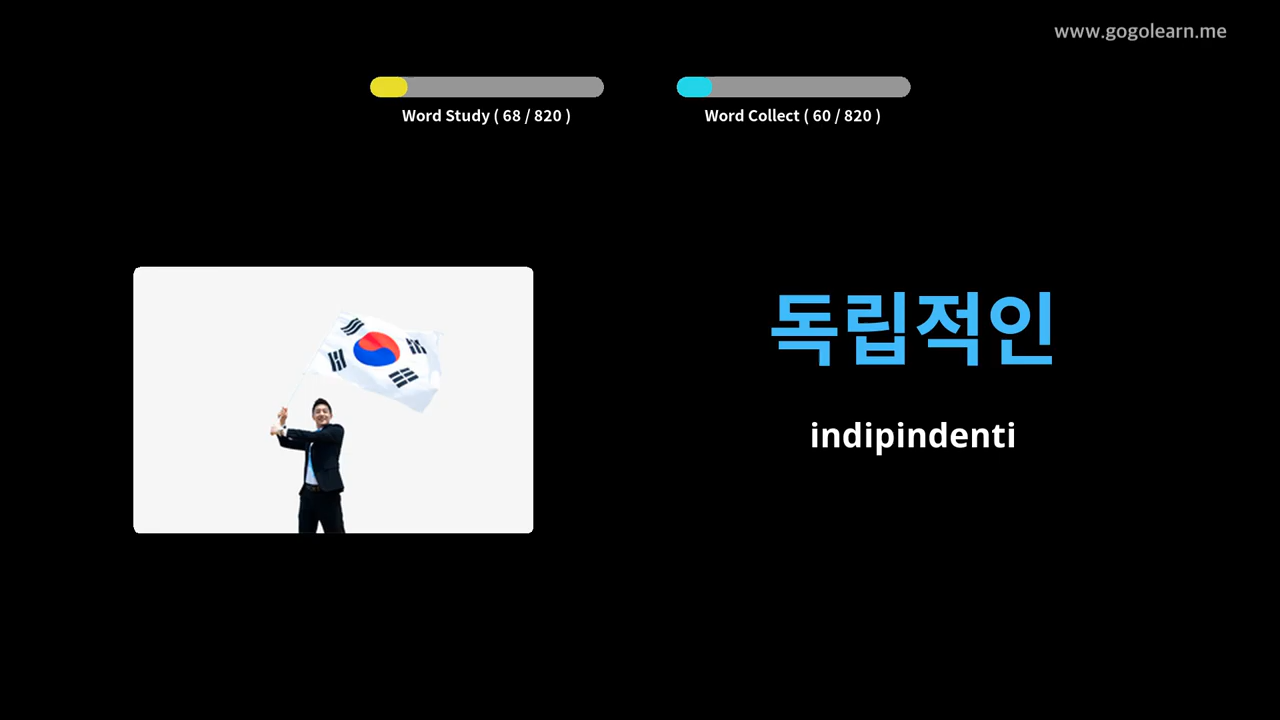 www.gogolearn.me
Word Study ( 68 / 820 )
Word Collect ( 60 / 820 )
독립적인
indipindenti